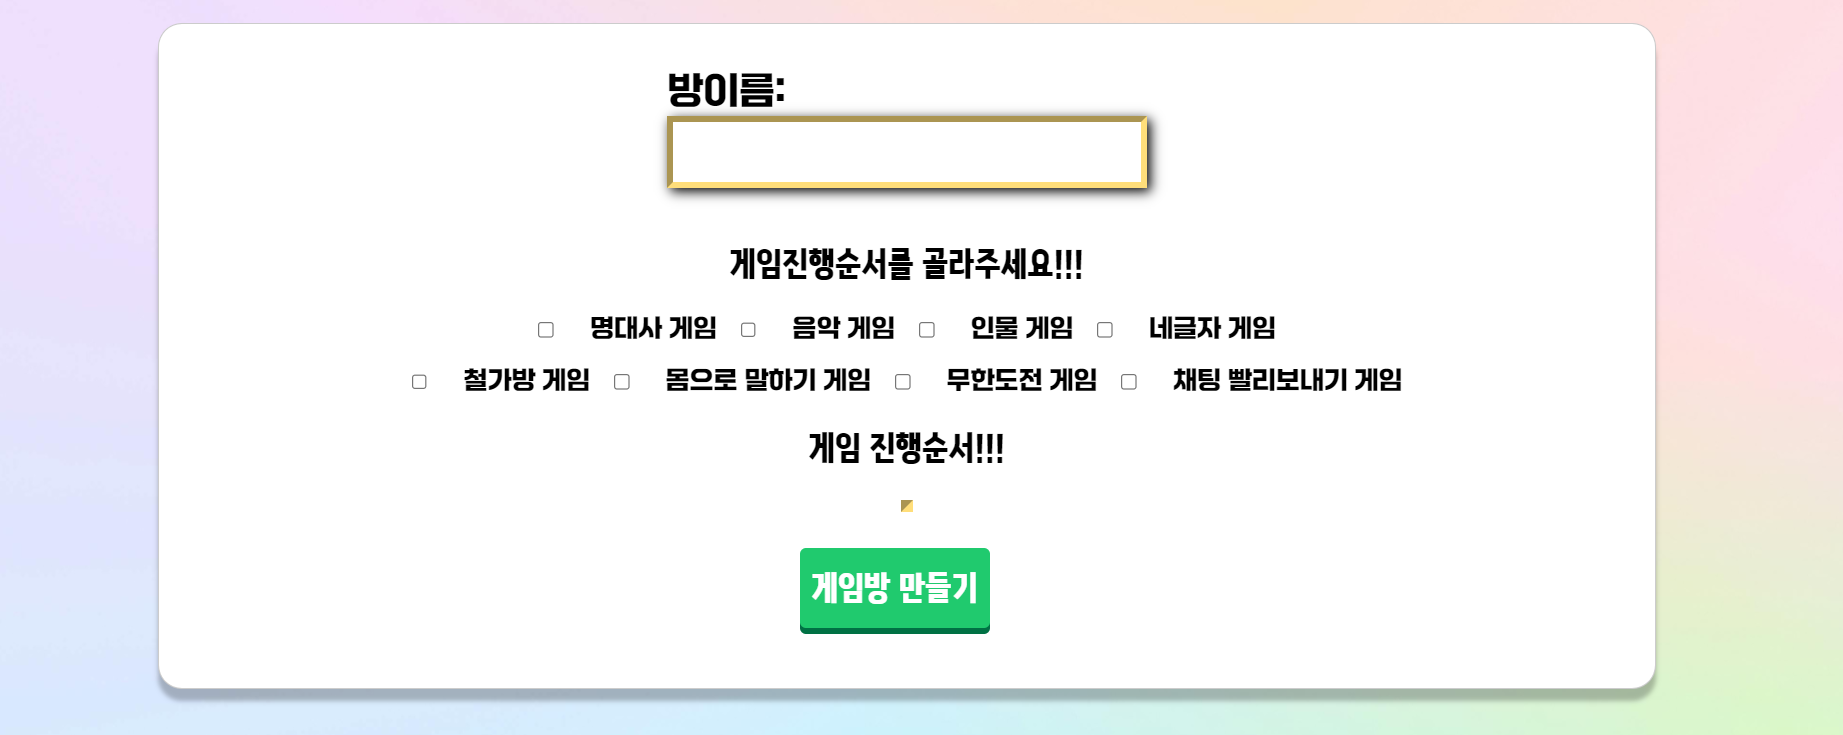 방이름:
게임진행순서를 골라주세요!!!
명대사 게임 음악 게임 인물 게임 네글자 게임
철가방 게임 몸으로 말하기 게임 무한도전 게임 채팅 빨리보내기 게임
게임 진행순서!!!
게임방 만들기